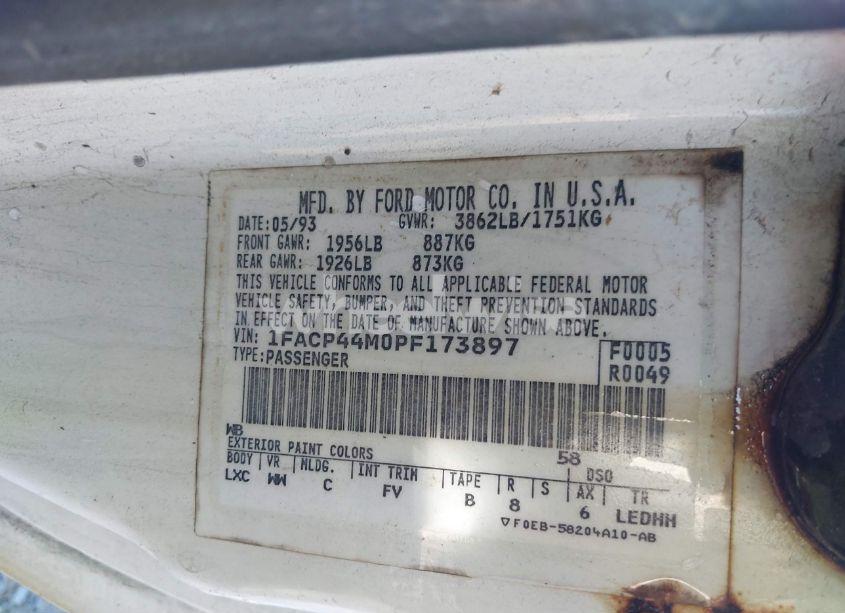 MFD. BY FORD MOTOR CO. IN U.S.A.
DATE: 05/93 GVWR: 3862LB/1751KG
FRONT GAWR: 1956LB 887KG
REAR GAWR: 1926LB 873KG
THIS VEHICLE CONFORMS TO ALL APPLICABLE FEDERAL MOTOR
VEHICLE SAFETY, BUMPER, AND THEFT PREVENTION STANDARDS
IN EFFECT ON THE DATE OF MANUFACTURE SHOWN ABOVE.
VIN: 1FACP44M0PF173897 F0005
TYPE: PASSENGER R0049
WB 58
EXTERIOR PAINT COLORS DSO
BODY VR MLDG. INT TRIM TAPE R S AX TR
LXC WW C FV B 8 6 LEDHH
▽F0EB-58204A10-AB